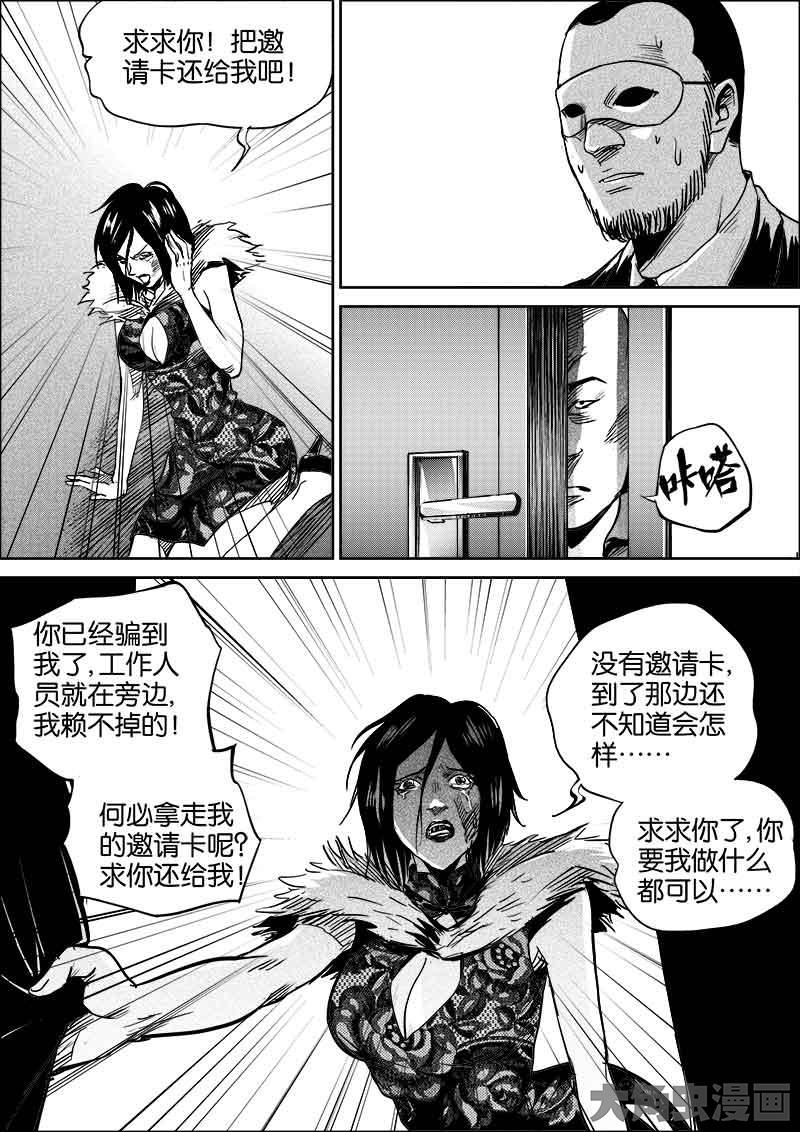 求求你！把邀
请卡还给我吧！
咔嗒
你已经骗到
我了，工作人
员就在旁边，
我赖不掉的！
何必拿走我
的邀请卡呢？
求你还给我！
没有邀请卡，
到了那边还
不知道会怎
样……
求求你了，你
要我做什么
都可以……
大角虫漫画